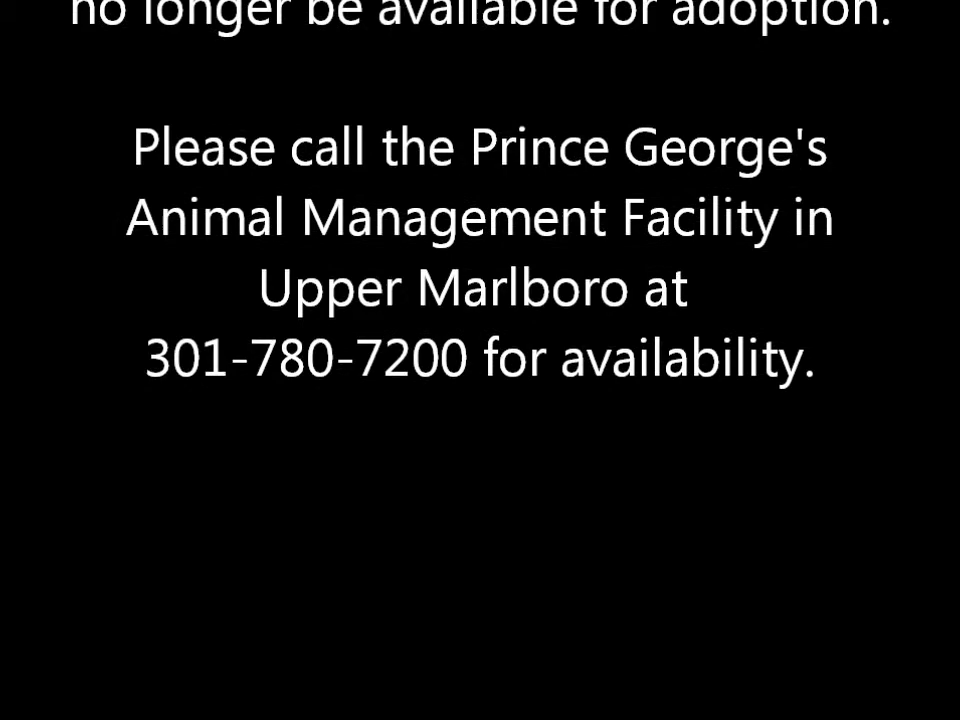 no longer be available for adoption.
Please call the Prince George's
Animal Management Facility in
Upper Marlboro at
301-780-7200 for availability.